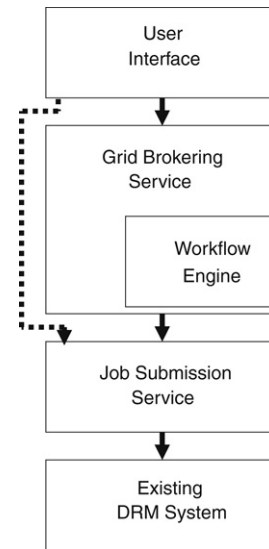 User
Interface
Grid Brokering
Service
Workflow
Engine
Job Submission
Service
Existing
DRM System